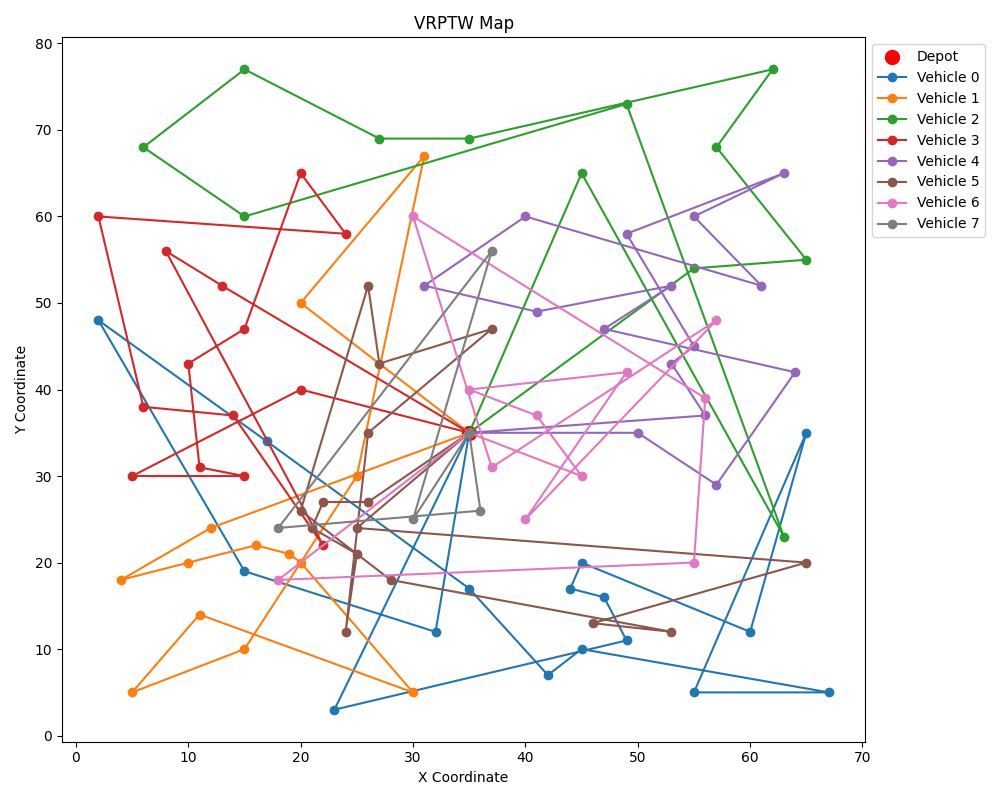 VRPTW Map
Depot
Vehicle 0
Vehicle 1
Vehicle 2
Vehicle 3
Vehicle 4
Vehicle 5
Vehicle 6
Vehicle 7
80
70
60
50
40
30
20
10
0
Y Coordinate
0 10 20 30 40 50 60 70
X Coordinate